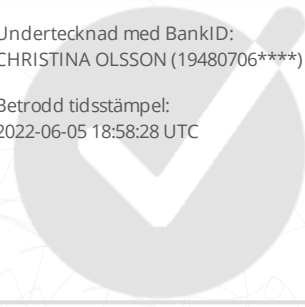 Undertecknad med BankID:
CHRISTINA OLSSON (19480706****)
Betrodd tidsstämpel:
2022-06-05 18:58:28 UTC